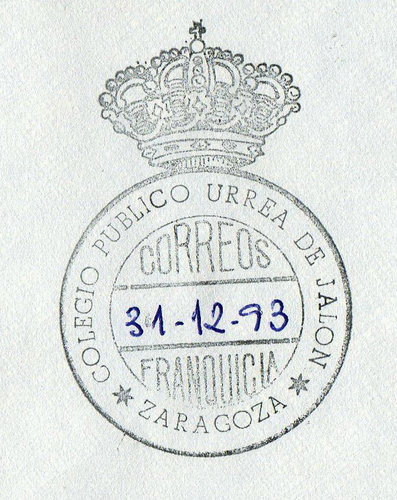 COLEGIO PUBLICO URREA DE JALON
CORREOS
31-12-93
FRANQUICIA
★ ZARAGOZA ★